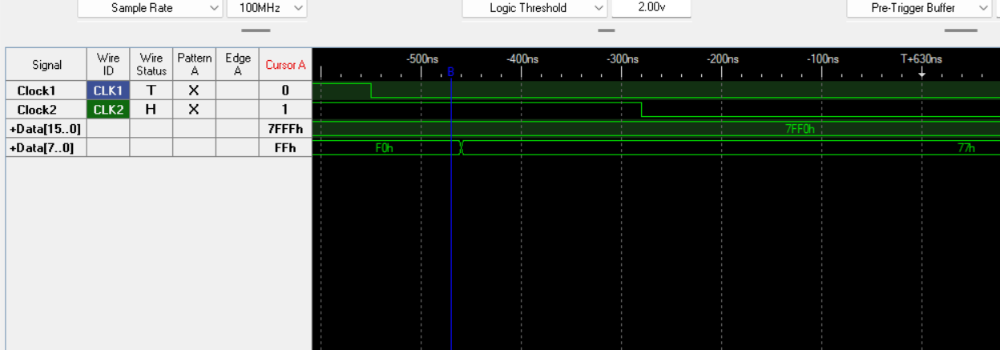 Sample Rate 100MHz Logic Threshold 2.00v Pre-Trigger Buffer
Signal Wire ID Wire Status Pattern A Edge A Cursor A
-500ns -400ns -300ns -200ns -100ns T+630ns
B
Clock1 CLK1 T X 0
Clock2 CLK2 H X 1
+Data[15..0] 7FFFh 7FF0h
+Data[7..0] FFh F0h 77h